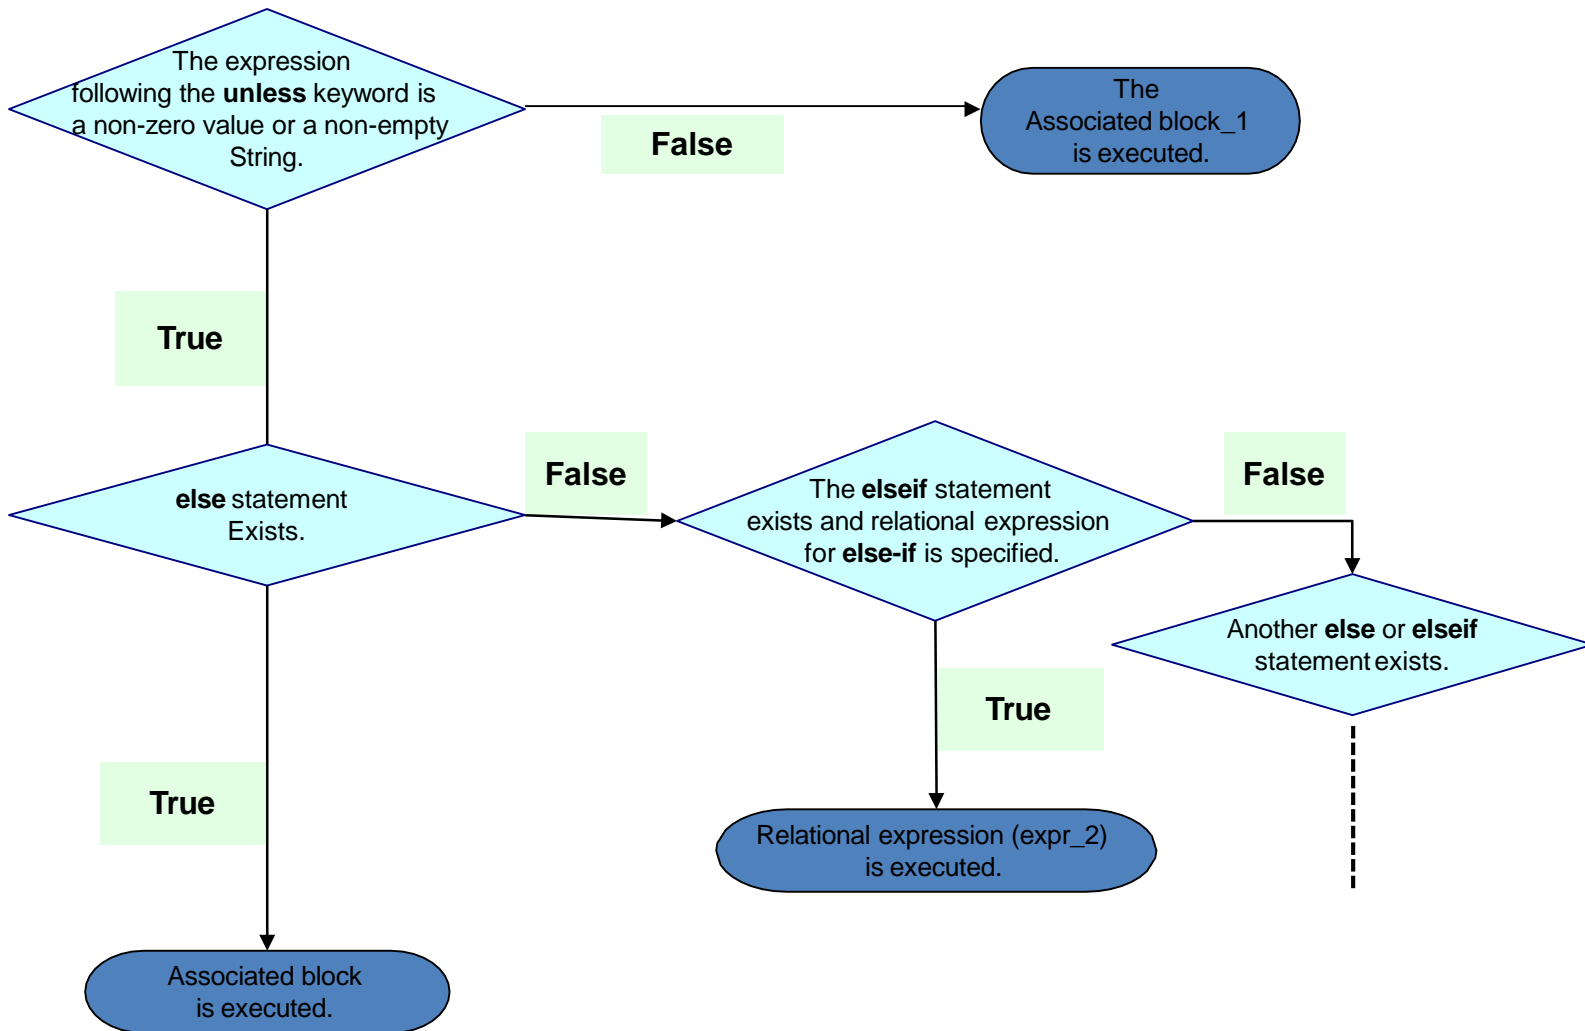 The expression
following the unless keyword is
a non-zero value or a non-empty
String.
False
The
Associated block_1
is executed.
True
else statement
Exists.
False
The elseif statement
exists and relational expression
for else-if is specified.
False
Another else or elseif
statement exists.
True
True
Relational expression (expr_2)
is executed.
Associated block
is executed.